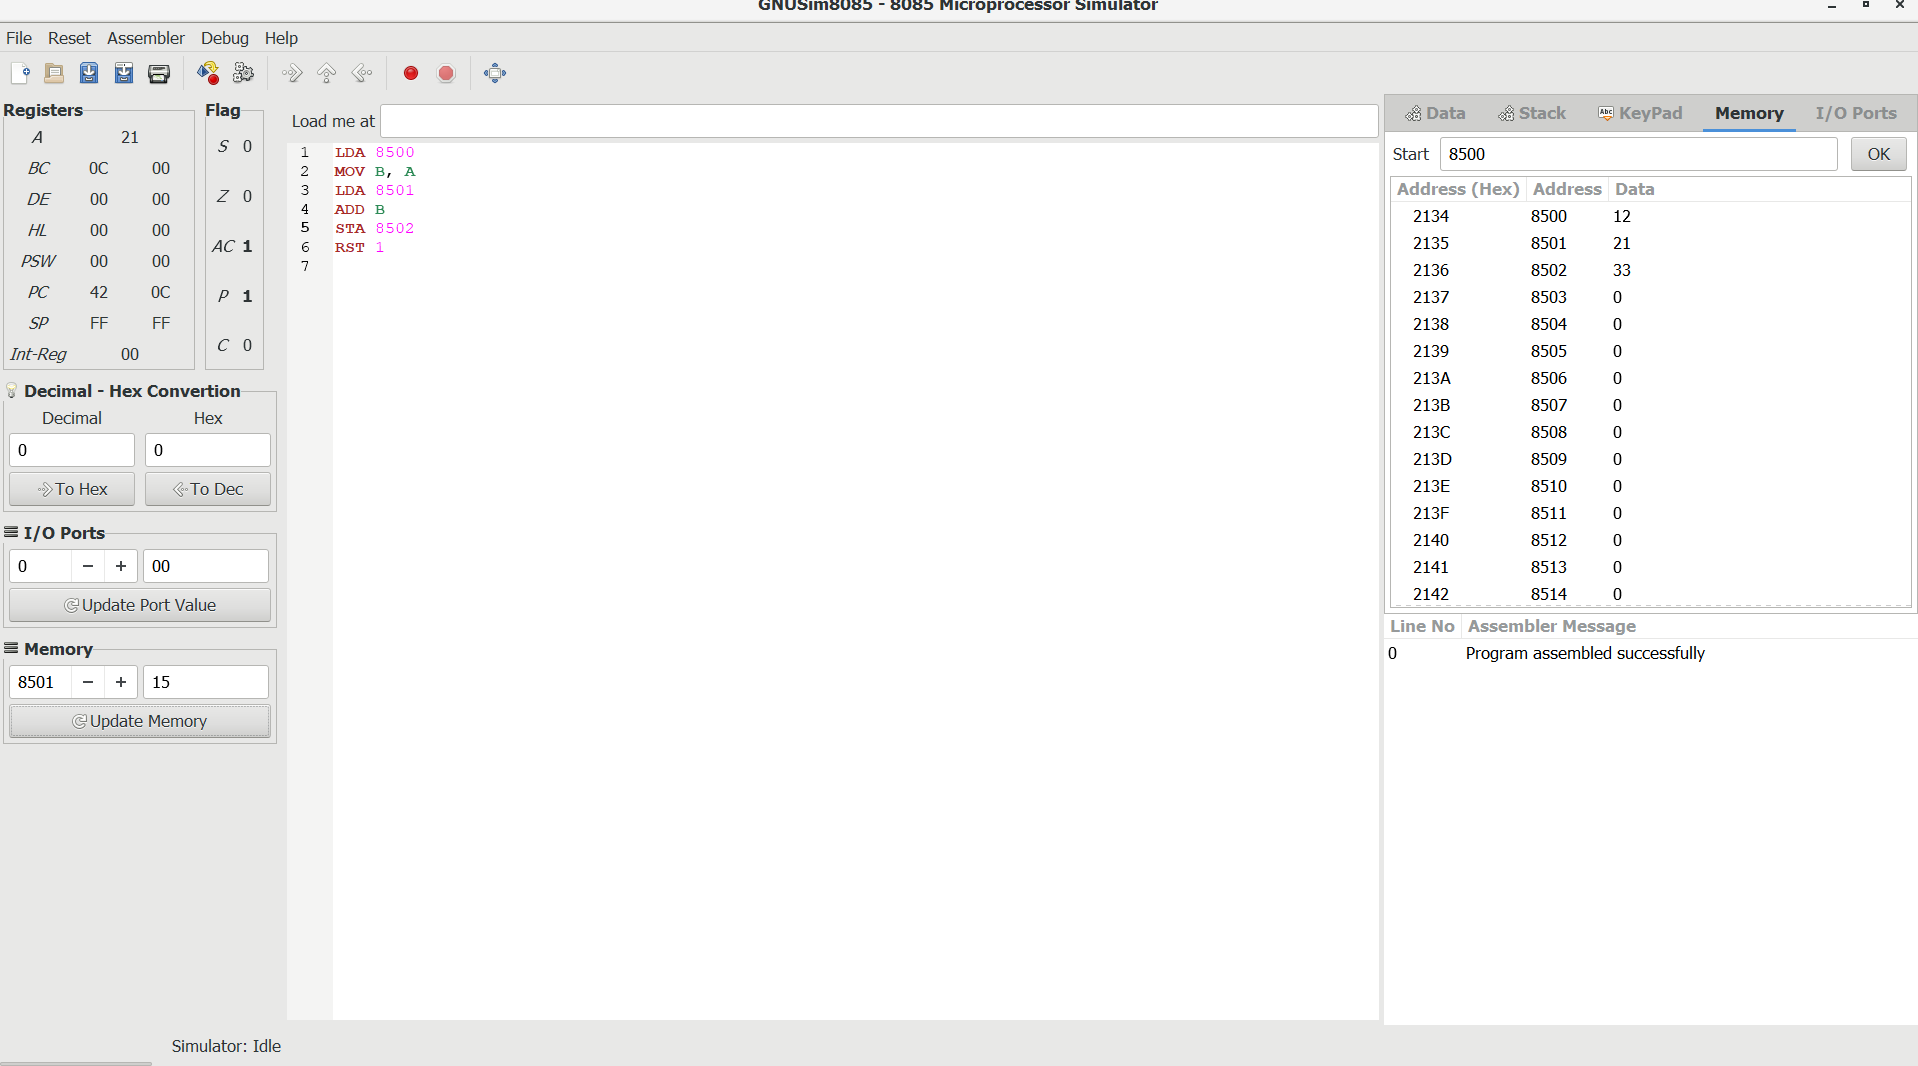 GNUSim8085 - 8085 Microprocessor Simulator
File Reset Assembler Debug Help
Registers
A 21
BC 0C 00
DE 00 00
HL 00 00
PSW 00 00
PC 42 0C
SP FF FF
Int-Reg 00
Flag
S 0
Z 0
AC 1
P 1
C 0
Decimal - Hex Convertion
Decimal Hex
0 0
To Hex To Dec
I/O Ports
0 − + 00
Update Port Value
Memory
8501 − + 15
Update Memory
Load me at
1 LDA 8500
2 MOV B, A
3 LDA 8501
4 ADD B
5 STA 8502
6 RST 1
7
Data Stack Abc KeyPad Memory I/O Ports
Start 8500 OK
Address (Hex) Address Data
2134 8500 12
2135 8501 21
2136 8502 33
2137 8503 0
2138 8504 0
2139 8505 0
213A 8506 0
213B 8507 0
213C 8508 0
213D 8509 0
213E 8510 0
213F 8511 0
2140 8512 0
2141 8513 0
2142 8514 0
Line No Assembler Message
0 Program assembled successfully
Simulator: Idle